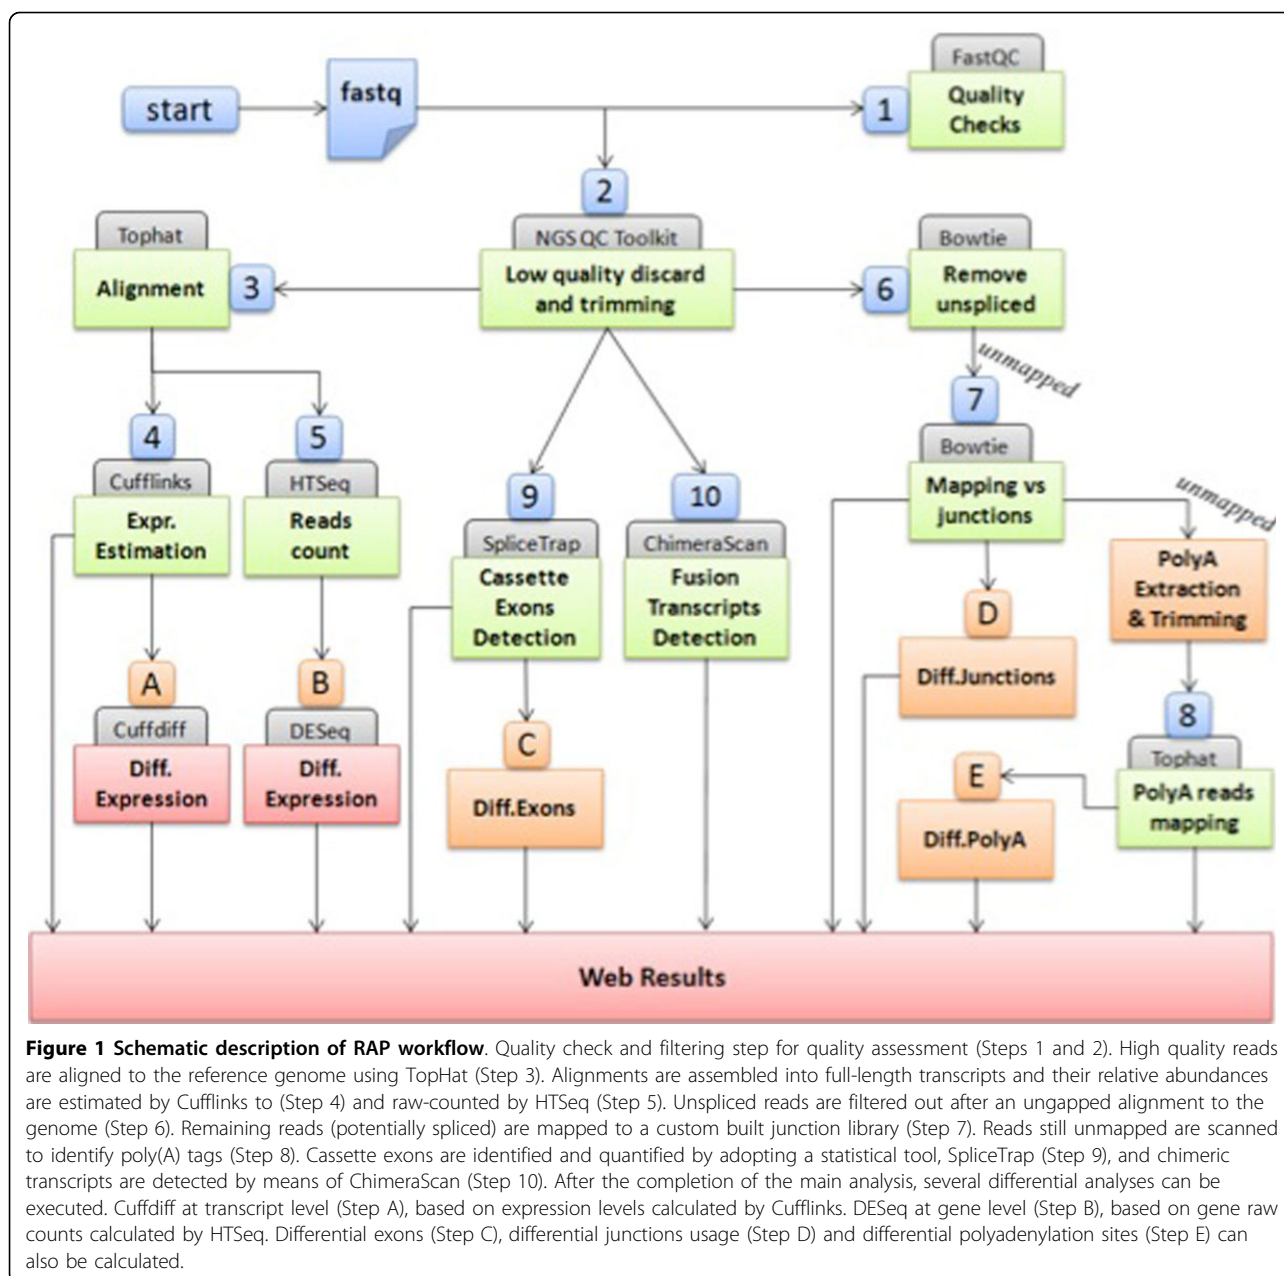 FastQC
start
fastq
1
Quality
Checks
2
Tophat
NGS QC Toolkit
Bowtie
Alignment
3
Low quality discard
and trimming
6
Remove
unspliced
unmapped
7
4
5
Bowtie
Cufflinks
HTSeq
9
10
Mapping vs
junctions
unmapped
Expr.
Estimation
Reads
count
SpliceTrap
ChimeraScan
Cassette
Exons
Detection
Fusion
Transcripts
Detection
PolyA
Extraction
& Trimming
D
Diff.Junctions
A
B
8
Cuffdiff
DESeq
C
Tophat
Diff.
Expression
Diff.
Expression
E
PolyA reads
mapping
Diff.Exons
Diff.PolyA
Web Results
Figure 1 Schematic description of RAP workflow. Quality check and filtering step for quality assessment (Steps 1 and 2). High quality reads
are aligned to the reference genome using TopHat (Step 3). Alignments are assembled into full-length transcripts and their relative abundances
are estimated by Cufflinks to (Step 4) and raw-counted by HTSeq (Step 5). Unspliced reads are filtered out after an ungapped alignment to the
genome (Step 6). Remaining reads (potentially spliced) are mapped to a custom built junction library (Step 7). Reads still unmapped are scanned
to identify poly(A) tags (Step 8). Cassette exons are identified and quantified by adopting a statistical tool, SpliceTrap (Step 9), and chimeric
transcripts are detected by means of ChimeraScan (Step 10). After the completion of the main analysis, several differential analyses can be
executed. Cuffdiff at transcript level (Step A), based on expression levels calculated by Cufflinks. DESeq at gene level (Step B), based on gene raw
counts calculated by HTSeq. Differential exons (Step C), differential junctions usage (Step D) and differential polyadenylation sites (Step E) can
also be calculated.